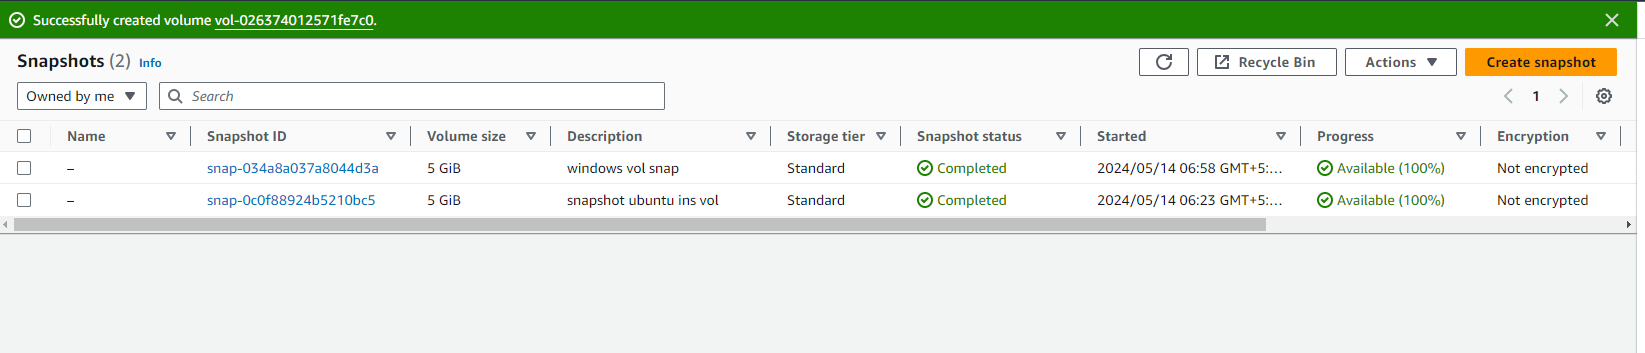 Successfully created volume vol-026374012571fe7c0.
Snapshots (2) Info Recycle Bin Actions Create snapshot
Owned by me Search 1
Name Snapshot ID Volume size Description Storage tier Snapshot status Started Progress Encryption
– snap-034a8a037a8044d3a 5 GiB windows vol snap Standard Completed 2024/05/14 06:58 GMT+5:... Available (100%) Not encrypted
– snap-0c0f88924b5210bc5 5 GiB snapshot ubuntu ins vol Standard Completed 2024/05/14 06:23 GMT+5:... Available (100%) Not encrypted